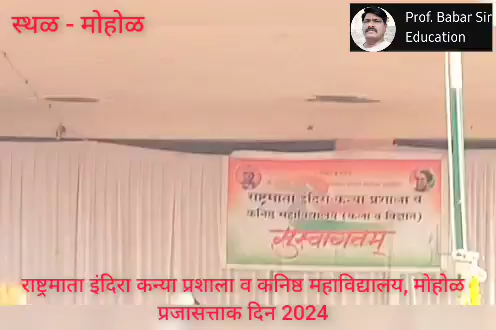 स्थळ - मोहोळ
Prof. Babar Sir
Education
राष्ट्रमाता इंदिरा कन्या प्रशाला व
कनिष्ठ महाविद्यालय (कला व विज्ञान)
सुस्वागतम्
राष्ट्रमाता इंदिरा कन्या प्रशाला व कनिष्ठ महाविद्यालय, मोहोळ
प्रजासत्ताक दिन 2024